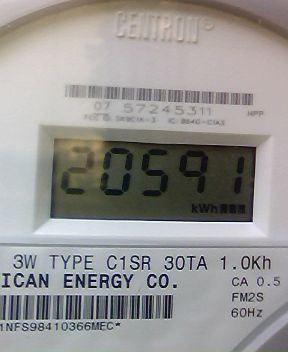 CENTRON®
07 57245311 HPP
20591
kWh
3W TYPE C1SR 30TA 1.0Kh
ICAN ENERGY CO. CA 0.5
FM2S
60Hz
1NFS98410366MEC*